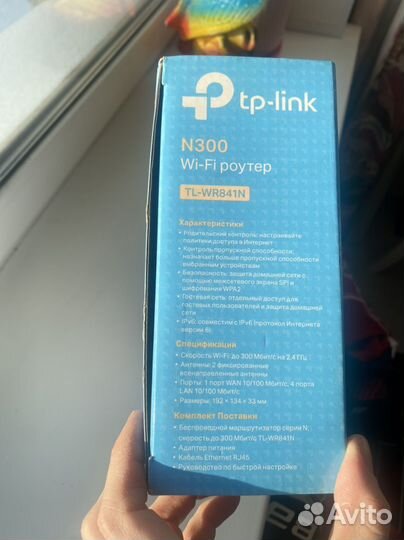 tp-link
N300
Wi-Fi роутер
TL-WR841N
Характеристики
• Родительский контроль: настраивайте
политики доступа в Интернет
• Контроль пропускной способности:
назначает больше пропускной способности
выбранным устройствам
• Безопасность: защита домашней сети с
помощью межсетевого экрана SPI и
шифрования WPA2
• Гостевая сеть: отдельный доступ для
гостевых пользователей и защита домашней
сети
• IPv6: совместим с IPv6 (протокол Интернета
версии 6)
Спецификации
• Скорость Wi-Fi: до 300 Мбит/с на 2,4 ГГц
• Антенны: 2 фиксированные
всенаправленные антенны
• Порты: 1 порт WAN 10/100 Мбит/с, 4 порта
LAN 10/100 Мбит/с
• Размеры: 192 × 134 × 33 мм
Комплект Поставки
• Беспроводной маршрутизатор серии N,
скорость до 300 Мбит/с TL-WR841N
• Адаптер питания
• Кабель Ethernet RJ45
• Руководство по быстрой настройке
Avito